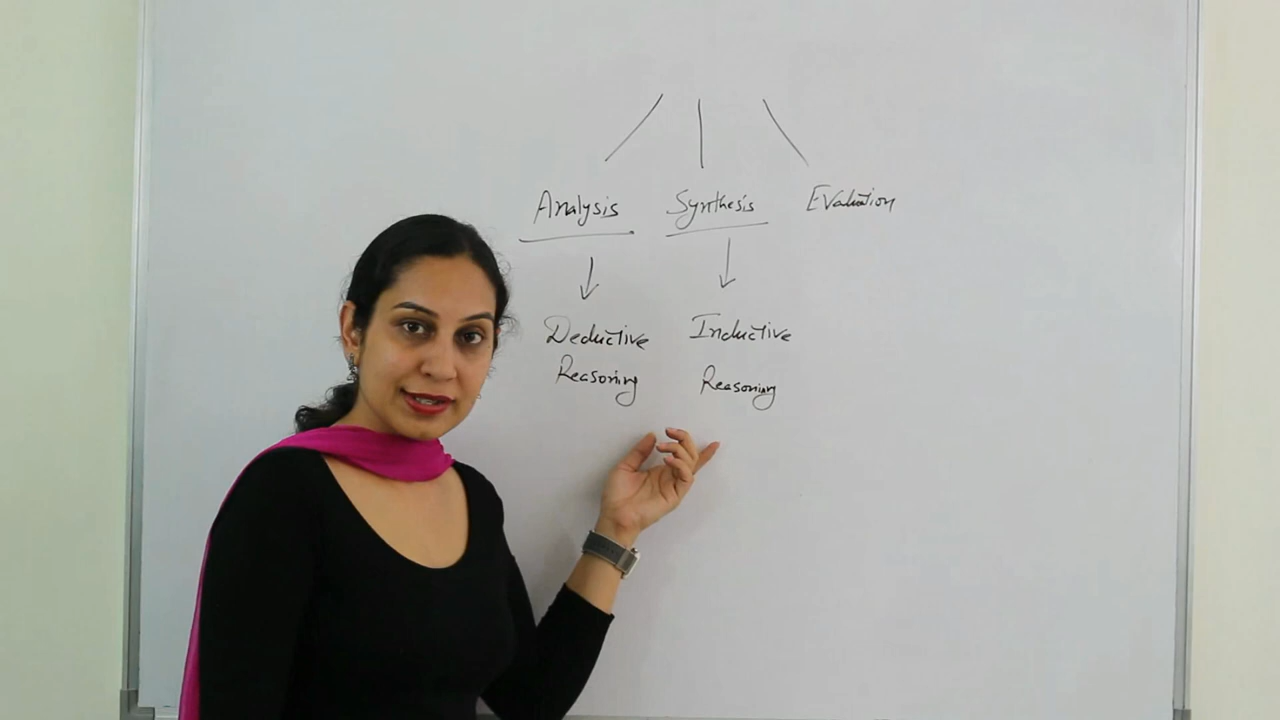 Analysis Synthesis Evaluation
Deductive Inductive
Reasoning Reasoning